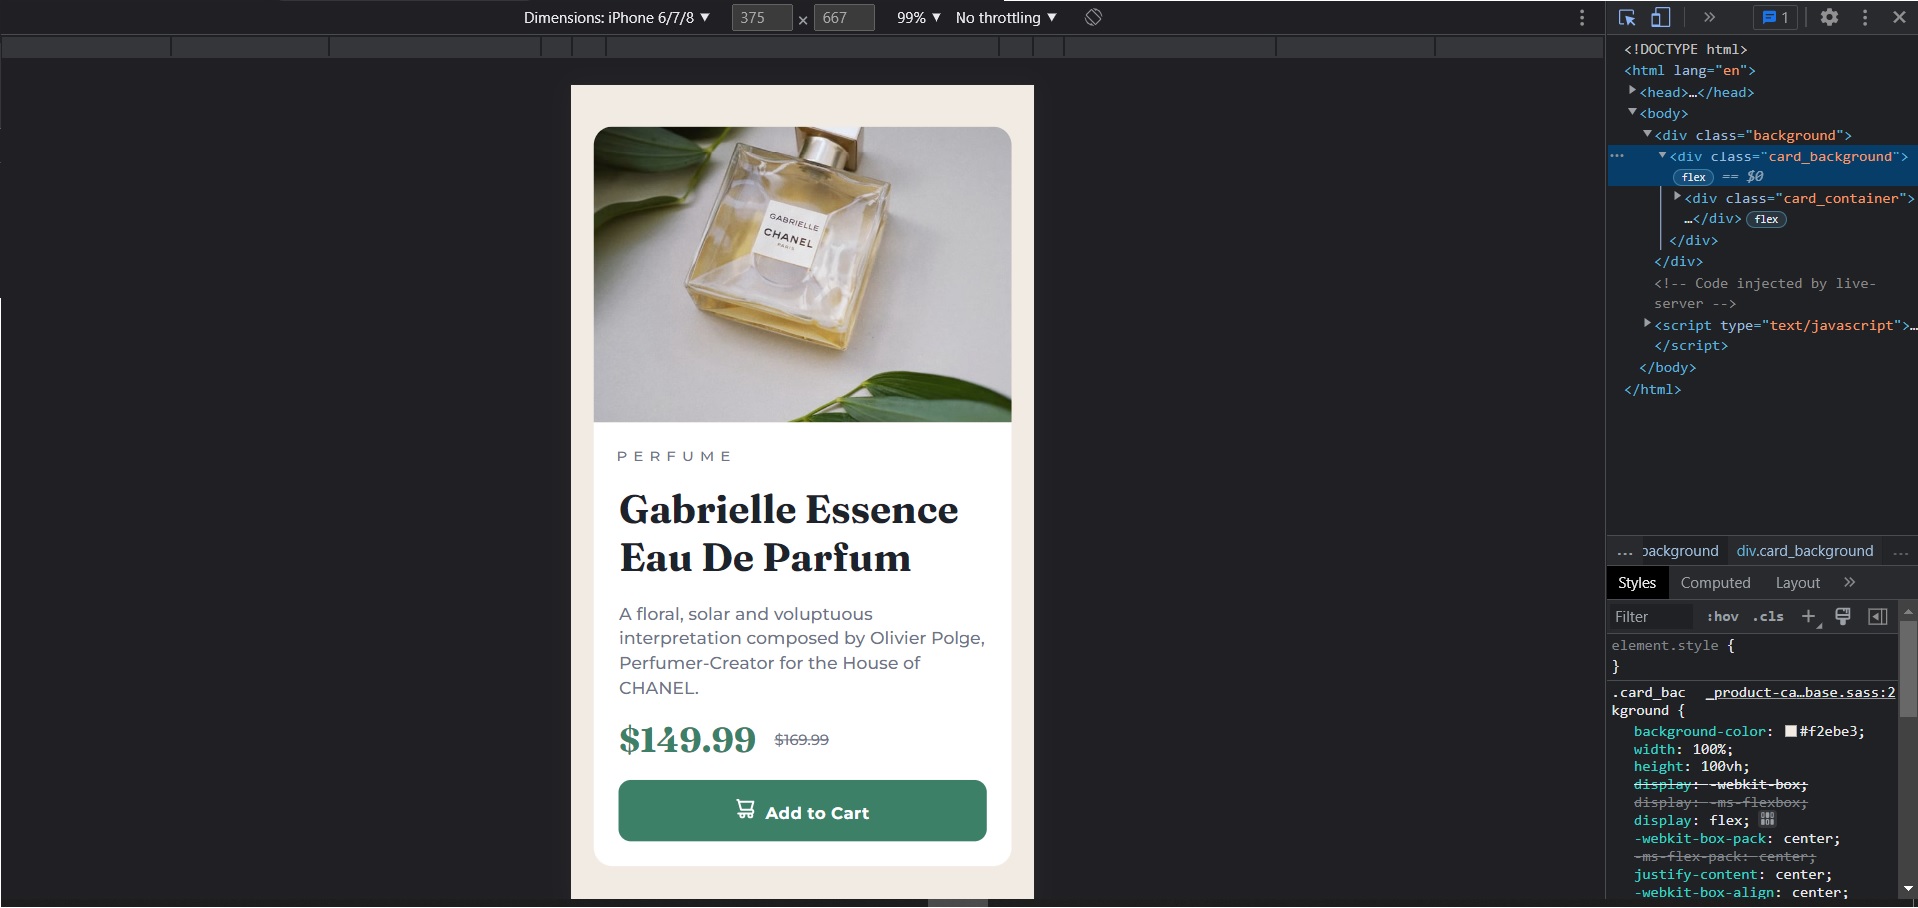 Dimensions: iPhone 6/7/8 ▼ 375 × 667 99% ▼ No throttling ▼
1
<!DOCTYPE html>
<html lang="en">
<head>…</head>
<body>
<div class="background">
<div class="card_background">
flex == $0
<div class="card_container">
…</div> flex
</div>
</div>
<!-- Code injected by live-
server -->
<script type="text/javascript">…
</script>
</body>
</html>
GABRIELLE
CHANEL
PARIS
PERFUME
Gabrielle Essence
Eau De Parfum
A floral, solar and voluptuous
interpretation composed by Olivier Polge,
Perfumer-Creator for the House of
CHANEL.
$149.99 $169.99
Add to Cart
... background div.card_background ...
Styles Computed Layout »
Filter :hov .cls +
element.style {
}
.card_bac _product-ca…base.sass:2
kground {
background-color: #f2ebe3;
width: 100%;
height: 100vh;
display: -webkit-box;
display: -ms-flexbox;
display: flex;
-webkit-box-pack: center;
-ms-flex-pack: center;
justify-content: center;
-webkit-box-align: center;